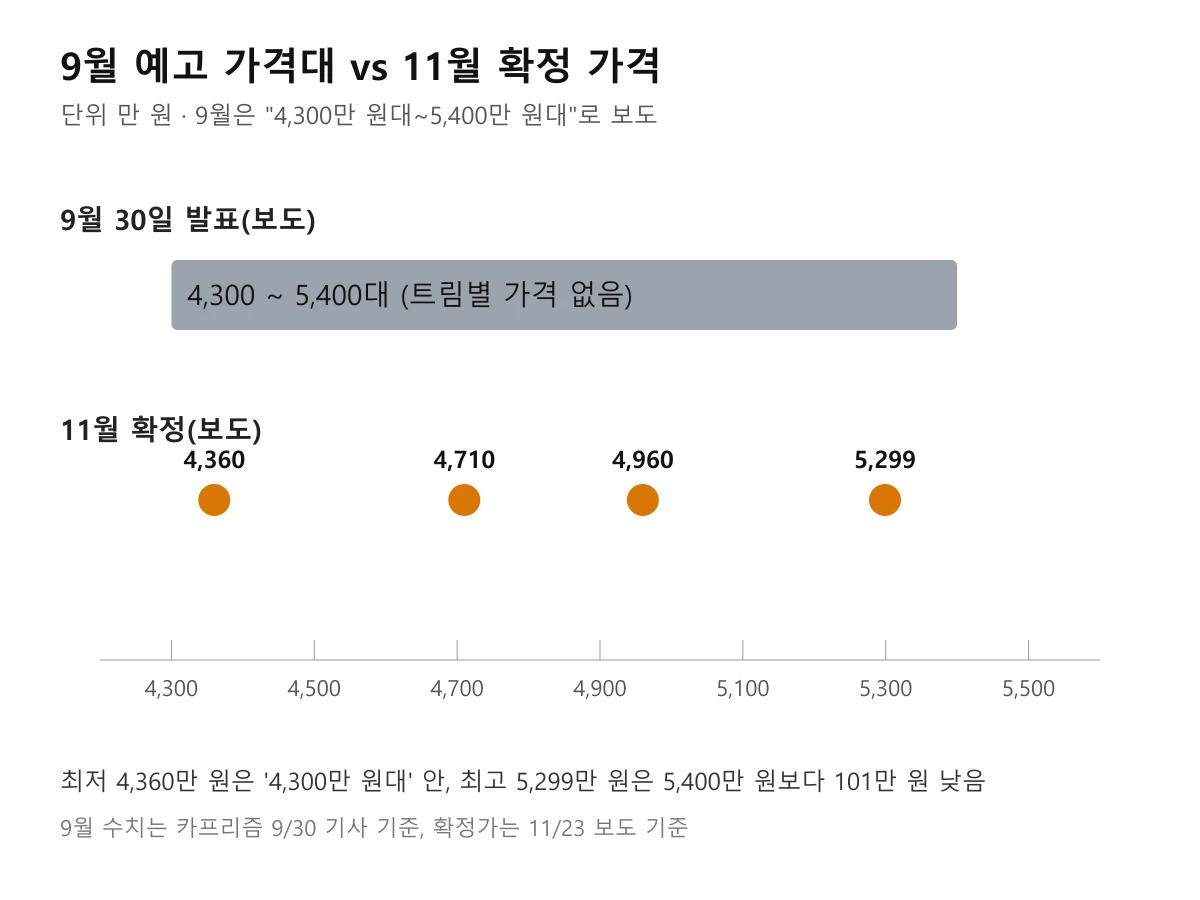 9월 예고 가격대 vs 11월 확정 가격
단위 만 원 · 9월은 "4,300만 원대~5,400만 원대"로 보도
9월 30일 발표(보도)
4,300 ~ 5,400대 (트림별 가격 없음)
11월 확정(보도)
4,360 4,710 4,960 5,299
4,300 4,500 4,700 4,900 5,100 5,300 5,500
최저 4,360만 원은 '4,300만 원대' 안, 최고 5,299만 원은 5,400만 원보다 101만 원 낮음
9월 수치는 카프리즘 9/30 기사 기준, 확정가는 11/23 보도 기준